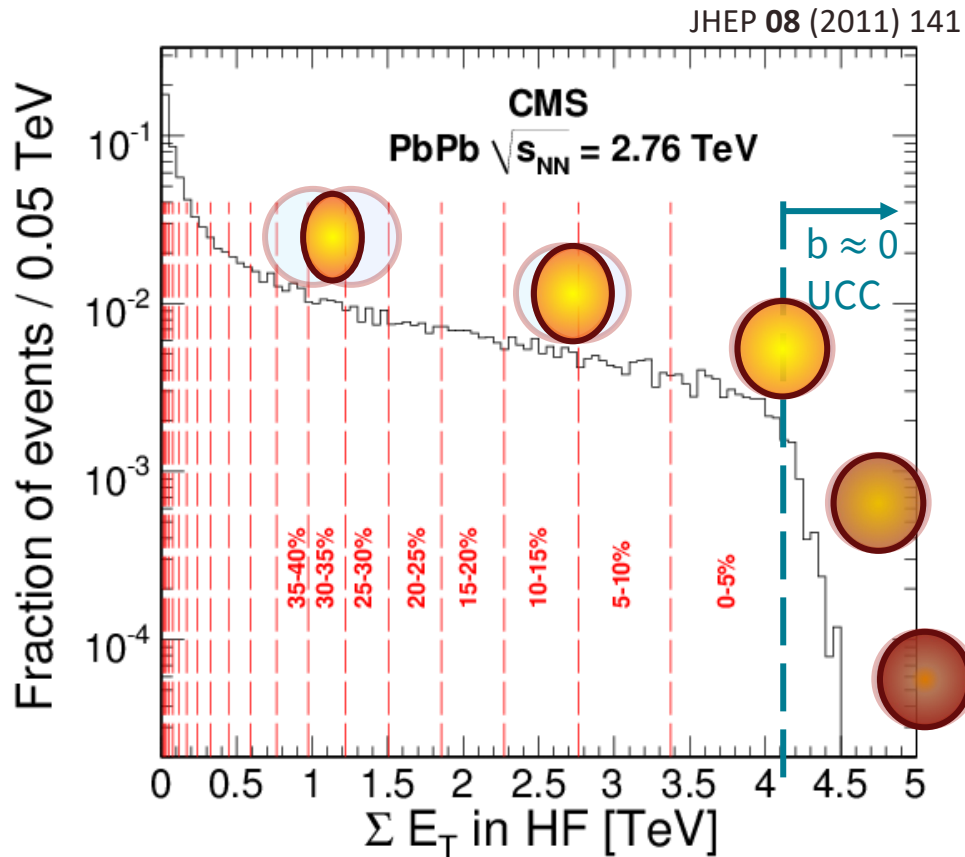 JHEP 08 (2011) 141
CMS
PbPb √s_NN = 2.76 TeV
b ≈ 0
UCC
Fraction of events / 0.05 TeV
10^-1
10^-2
10^-3
10^-4
35-40%
30-35%
25-30%
20-25%
15-20%
10-15%
5-10%
0-5%
0 0.5 1 1.5 2 2.5 3 3.5 4 4.5 5
Σ E_T in HF [TeV]